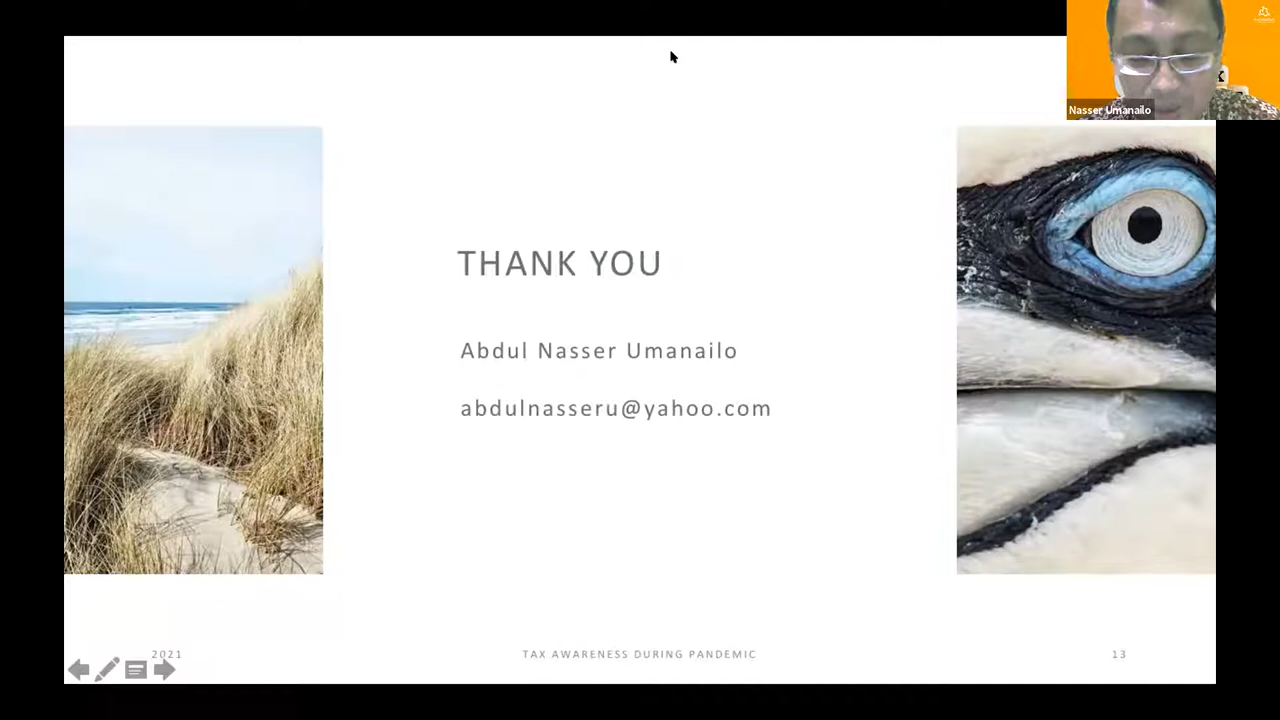 Nasser Umanailo
THANK YOU
Abdul Nasser Umanailo
abdulnasseru@yahoo.com
2021
TAX AWARENESS DURING PANDEMIC
13